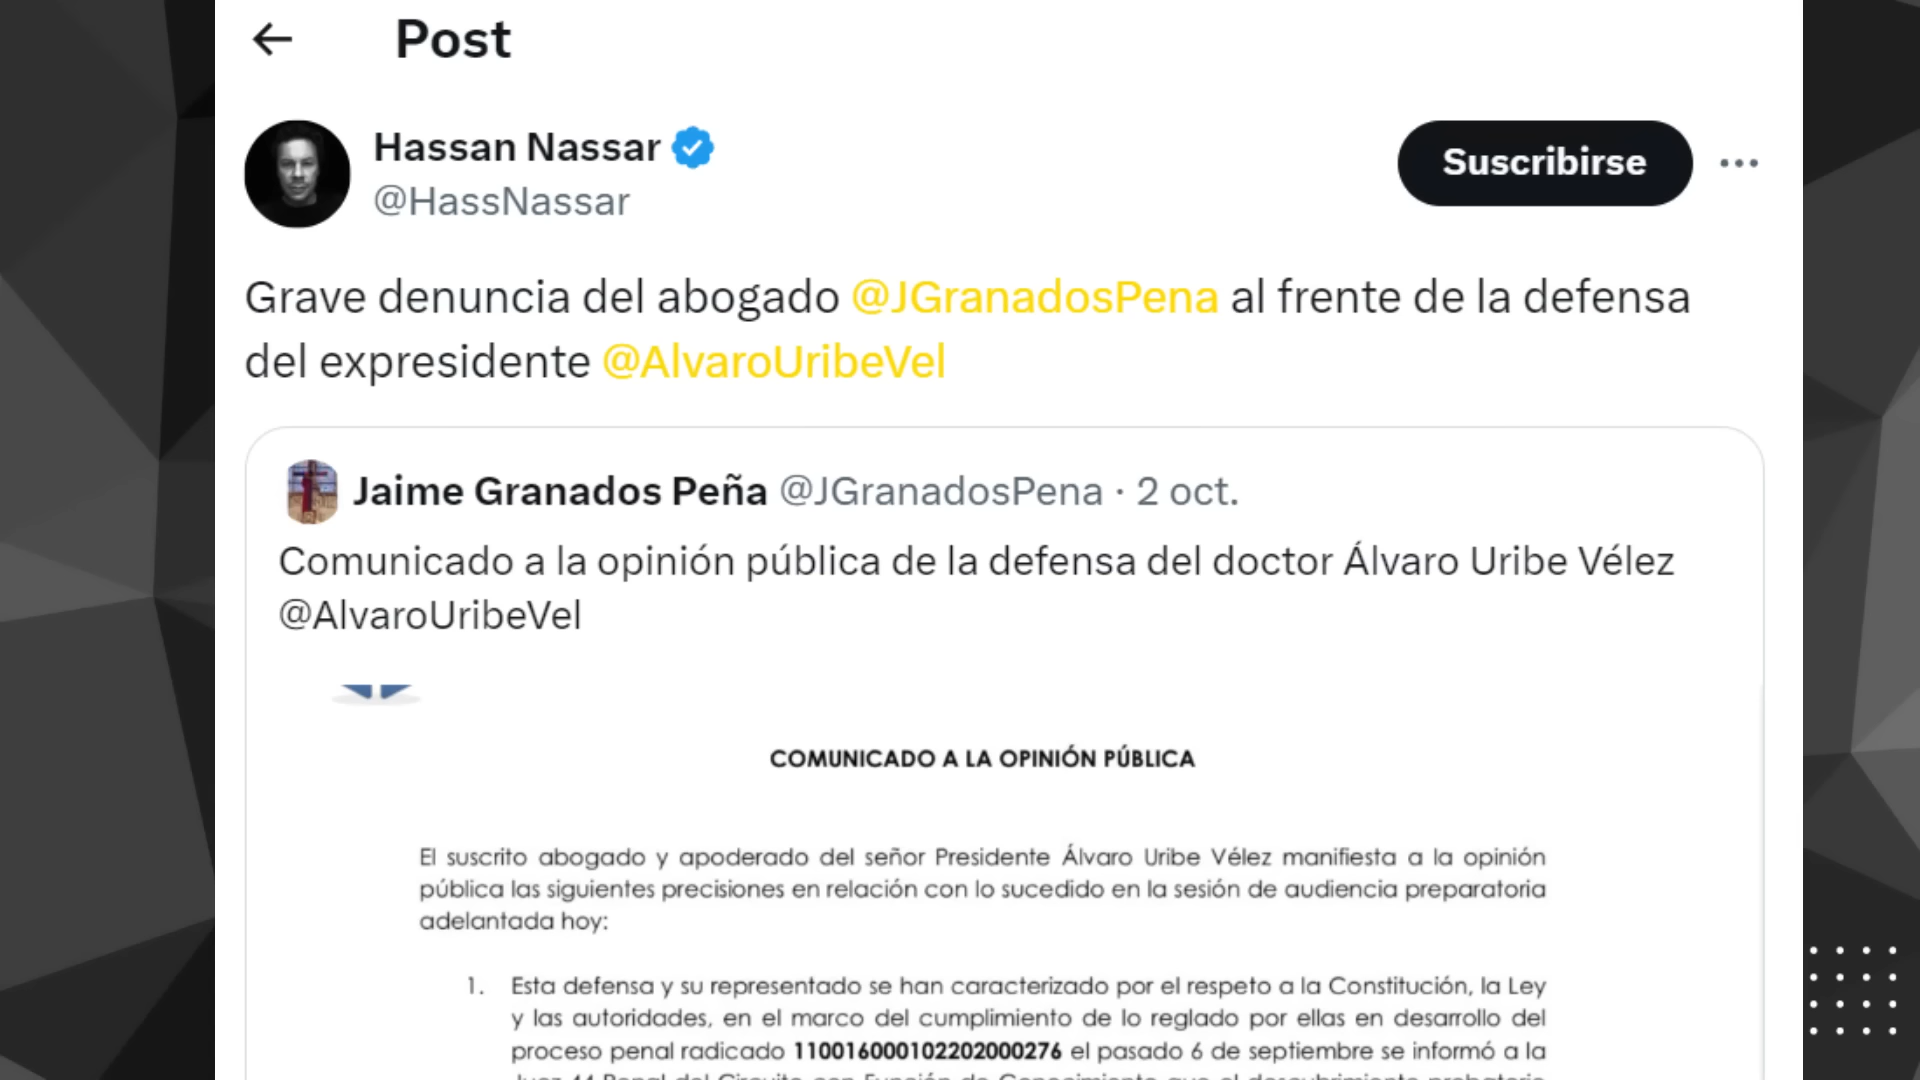 Post
Hassan Nassar
@HassNassar
Suscribirse
Grave denuncia del abogado @JGranadosPena al frente de la defensa
del expresidente @AlvaroUribeVel
Jaime Granados Peña @JGranadosPena · 2 oct.
Comunicado a la opinión pública de la defensa del doctor Álvaro Uribe Vélez
@AlvaroUribeVel
COMUNICADO A LA OPINIÓN PÚBLICA
El suscrito abogado y apoderado del señor Presidente Álvaro Uribe Vélez manifiesta a la opinión
pública las siguientes precisiones en relación con lo sucedido en la sesión de audiencia preparatoria
adelantada hoy:
1. Esta defensa y su representado se han caracterizado por el respeto a la Constitución, la Ley
y las autoridades, en el marco del cumplimiento de lo reglado por ellas en desarrollo del
proceso penal radicado 110016000102202000276 el pasado 6 de septiembre se informó a la